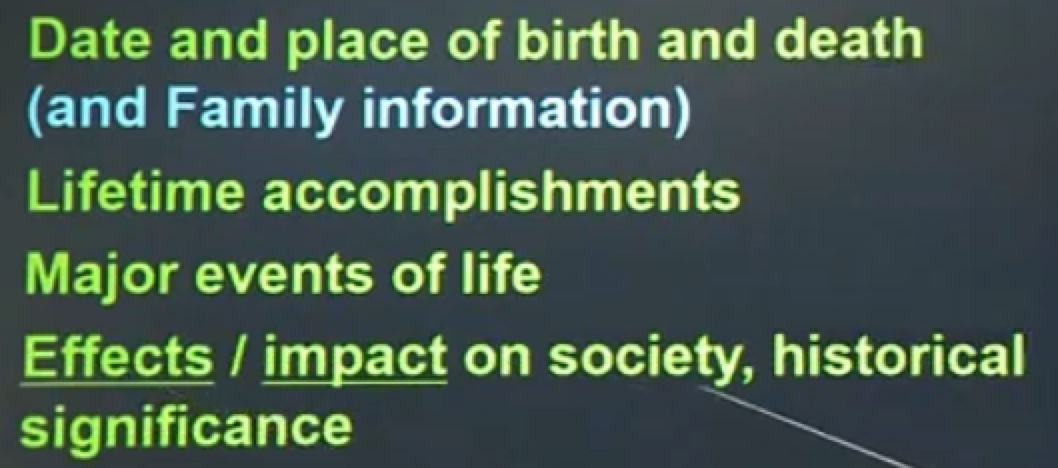 Date and place of birth and death
(and Family information)
Lifetime accomplishments
Major events of life
Effects / impact on society, historical
significance